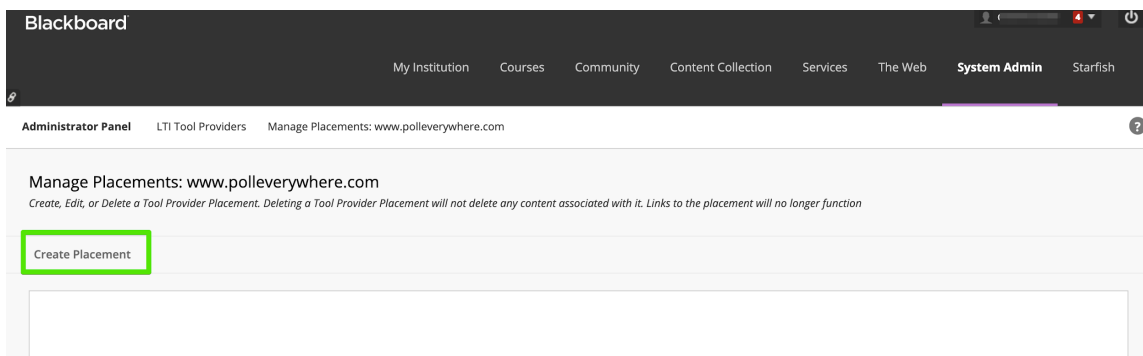 Blackboard
4
My Institution Courses Community Content Collection Services The Web System Admin Starfish
Administrator Panel LTI Tool Providers Manage Placements: www.polleverywhere.com ?
Manage Placements: www.polleverywhere.com
Create, Edit, or Delete a Tool Provider Placement. Deleting a Tool Provider Placement will not delete any content associated with it. Links to the placement will no longer function
Create Placement